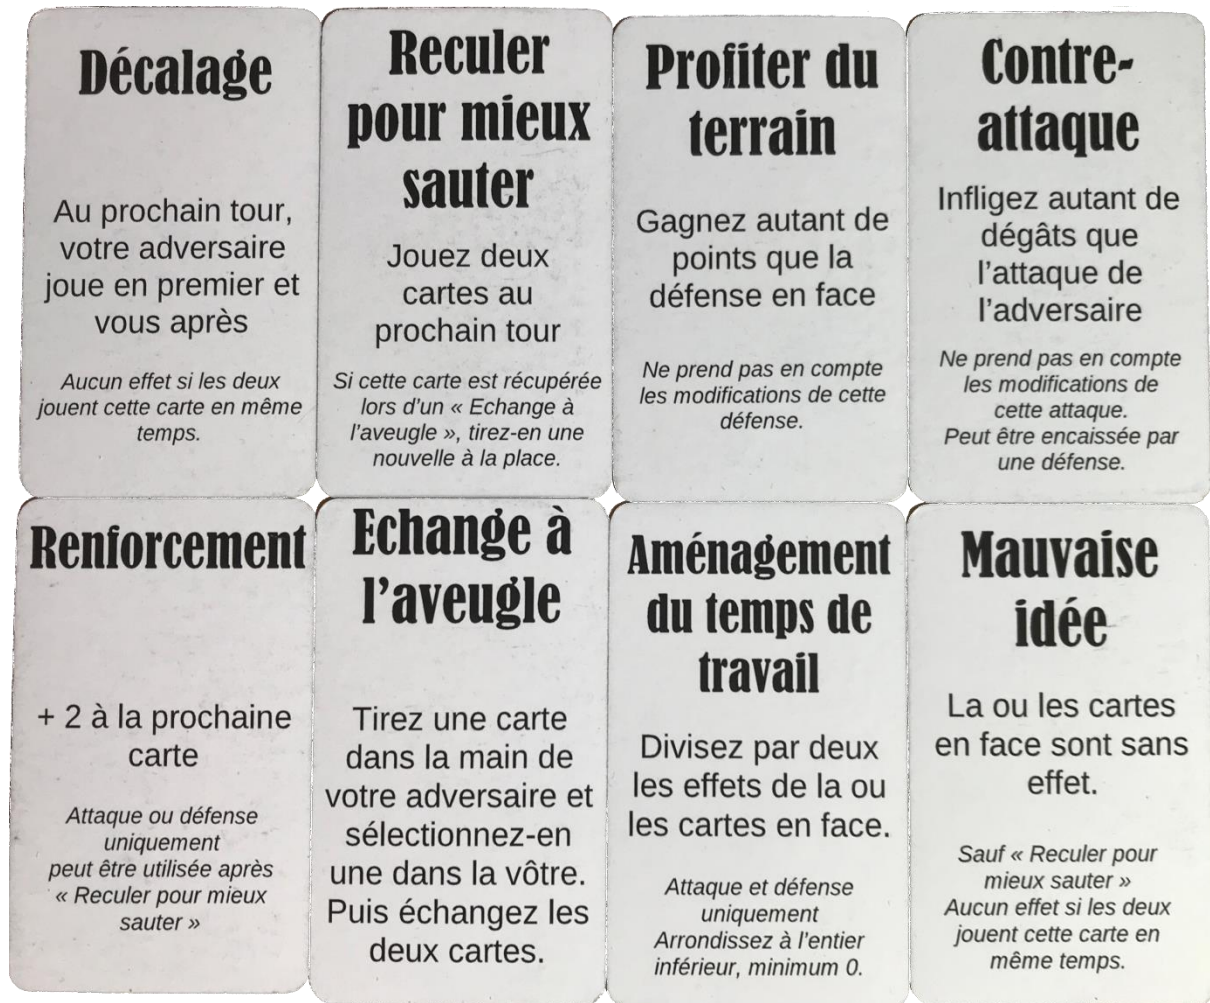 Décalage
Au prochain tour,
votre adversaire
joue en premier et
vous après
Aucun effet si les deux
jouent cette carte en même
temps.
Reculer
pour mieux
sauter
Jouez deux
cartes au
prochain tour
Si cette carte est récupérée
lors d'un « Echange à
l'aveugle », tirez-en une
nouvelle à la place.
Profiter du
terrain
Gagnez autant de
points que la
défense en face
Ne prend pas en compte
les modifications de cette
défense.
Contre-
attaque
Infligez autant de
dégâts que
l'attaque de
l'adversaire
Ne prend pas en compte
les modifications de
cette attaque.
Peut être encaissée par
une défense.
Renforcement
+ 2 à la prochaine
carte
Attaque ou défense
uniquement
peut être utilisée après
« Reculer pour mieux
sauter »
Echange à
l'aveugle
Tirez une carte
dans la main de
votre adversaire et
sélectionnez-en
une dans la vôtre.
Puis échangez les
deux cartes.
Aménagement
du temps de
travail
Divisez par deux
les effets de la ou
les cartes en face.
Attaque et défense
uniquement
Arrondissez à l'entier
inférieur, minimum 0.
Mauvaise
idée
La ou les cartes
en face sont sans
effet.
Sauf « Reculer pour
mieux sauter »
Aucun effet si les deux
jouent cette carte en
même temps.